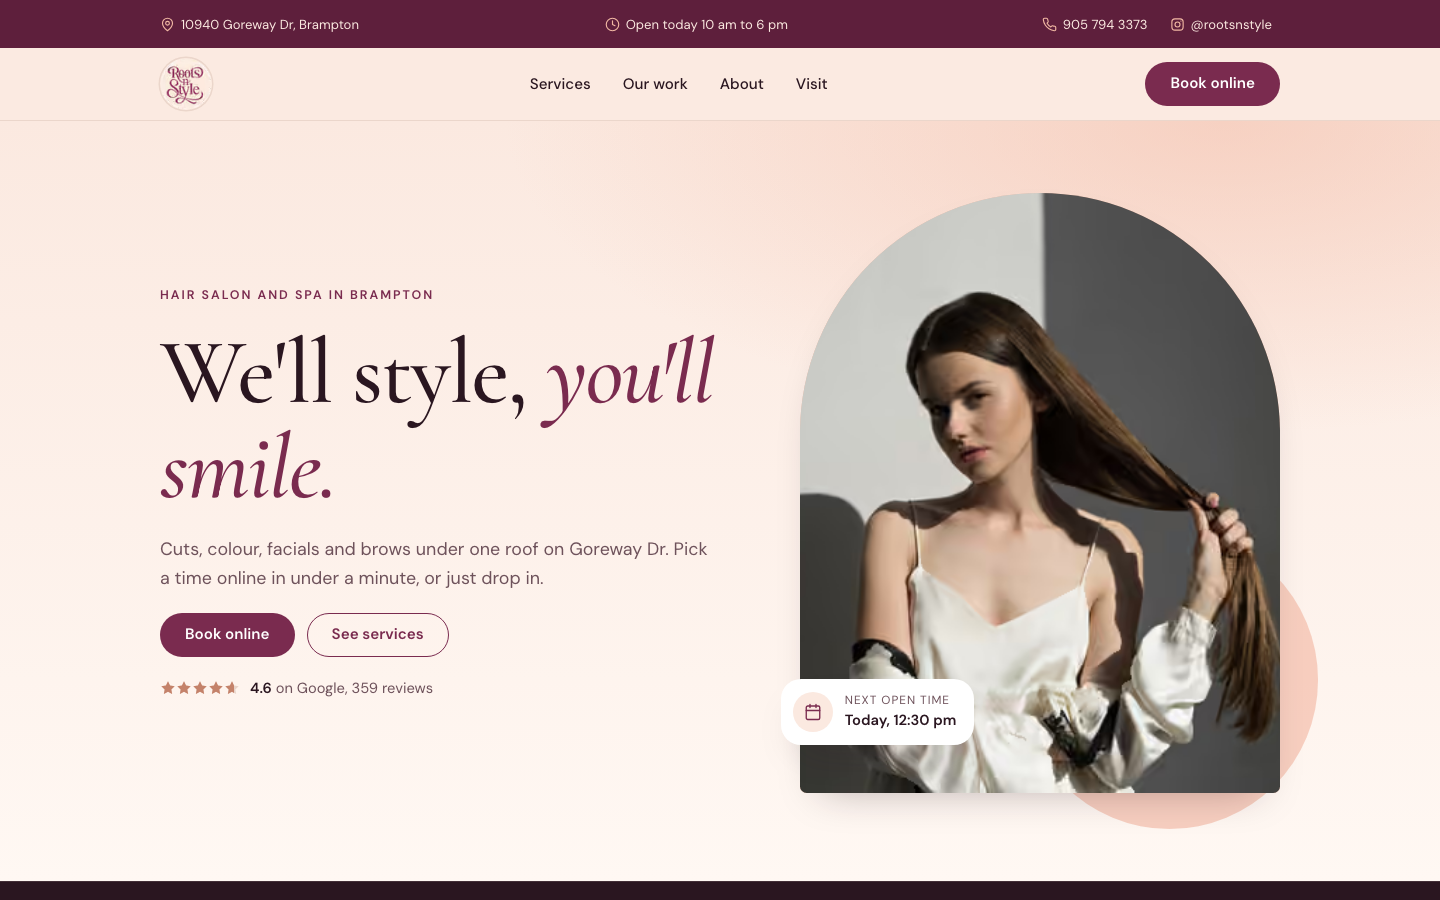 10940 Goreway Dr, Brampton
Open today 10 am to 6 pm
905 794 3373
@rootsnstyle
Roots
n
Style
Services
Our work
About
Visit
Book online
HAIR SALON AND SPA IN BRAMPTON
We'll style, you'll
smile.
Cuts, colour, facials and brows under one roof on Goreway Dr. Pick
a time online in under a minute, or just drop in.
Book online
See services
4.6 on Google, 359 reviews
NEXT OPEN TIME
Today, 12:30 pm